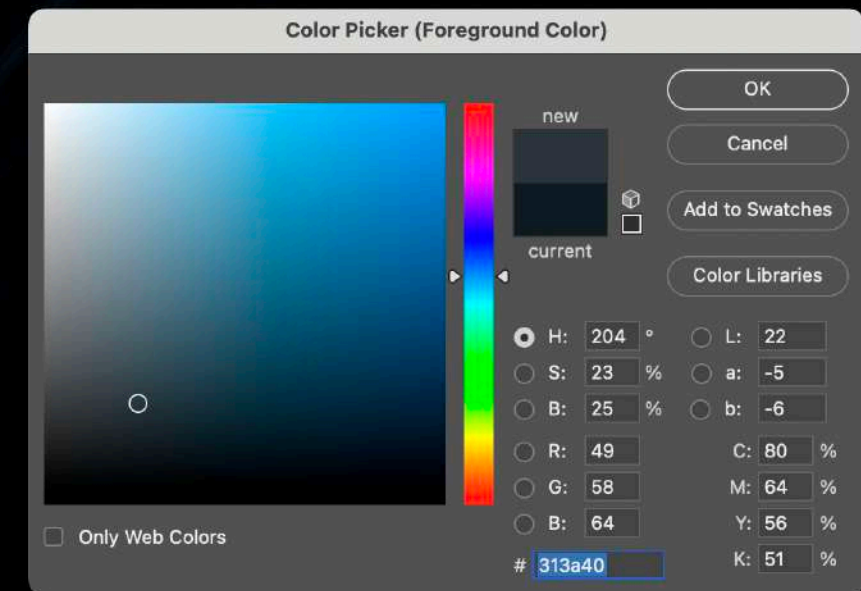 Color Picker (Foreground Color)
new
current
OK
Cancel
Add to Swatches
Color Libraries
H: 204 °
S: 23 %
B: 25 %
R: 49
G: 58
B: 64
# 313a40
L: 22
a: -5
b: -6
C: 80 %
M: 64 %
Y: 56 %
K: 51 %
Only Web Colors